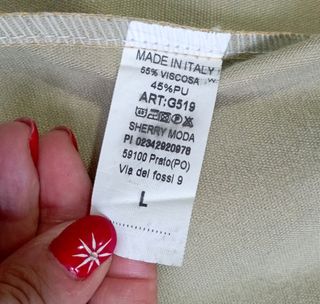 MADE IN ITALY
55% VISCOSA
45%PU
ART:G519
SHERRY MODA
PI 02342920978
59100 Prato(PO)
Via dei fossi 9
L